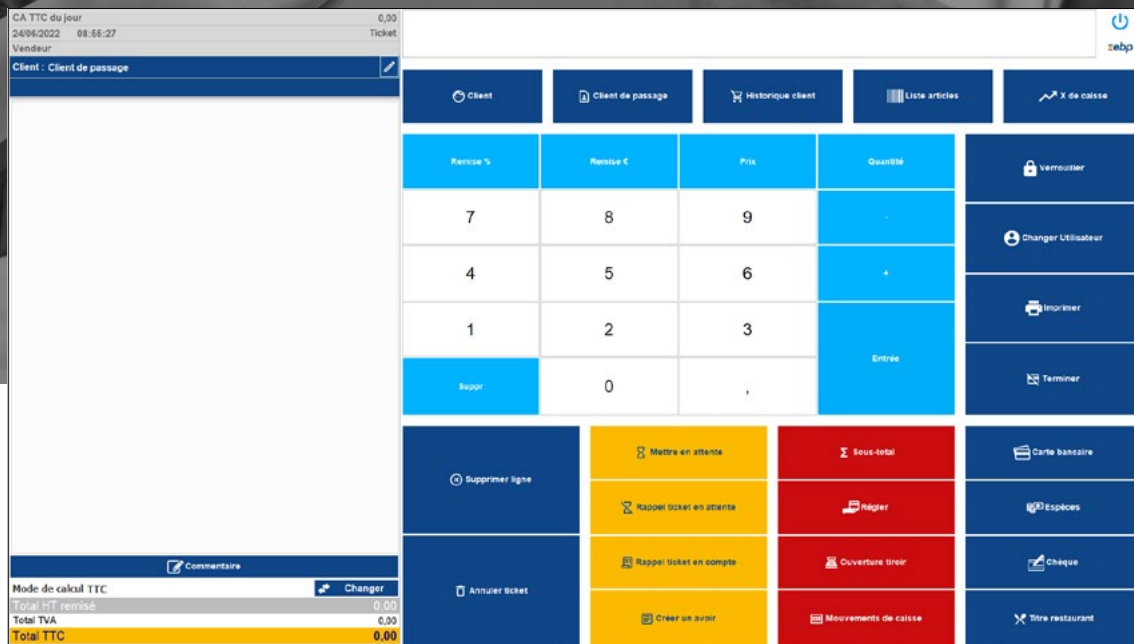 CA TTC du jour 0,00
24/06/2022 08:55:27 Ticket
Vendeur
Client : Client de passage
ebp
Client
Client de passage
Historique client
Liste articles
X de caisse
Remise %
Remise €
Prix
Quantité
Verrouiller
7
8
9
-
Changer Utilisateur
4
5
6
+
Imprimer
1
2
3
Entrée
Terminer
Suppr
0
,
Supprimer ligne
Mettre en attente
Σ Sous-total
Carte bancaire
Rappel ticket en attente
Régler
Espèces
Annuler ticket
Rappel ticket en compte
Ouverture tiroir
Chèque
Créer un avoir
Mouvements de caisse
Titre restaurant
Commentaire
Mode de calcul TTC Changer
Total HT remisé 0,00
Total TVA 0,00
Total TTC 0,00